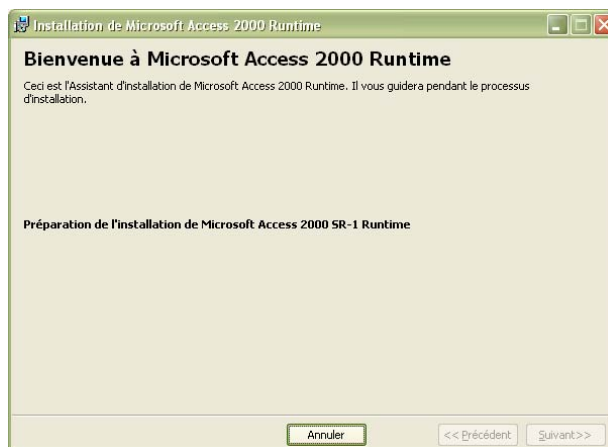 Installation de Microsoft Access 2000 Runtime
Bienvenue à Microsoft Access 2000 Runtime
Ceci est l'Assistant d'installation de Microsoft Access 2000 Runtime. Il vous guidera pendant le processus
d'installation.
Préparation de l'installation de Microsoft Access 2000 SR-1 Runtime
Annuler
<< Précédent
Suivant>>